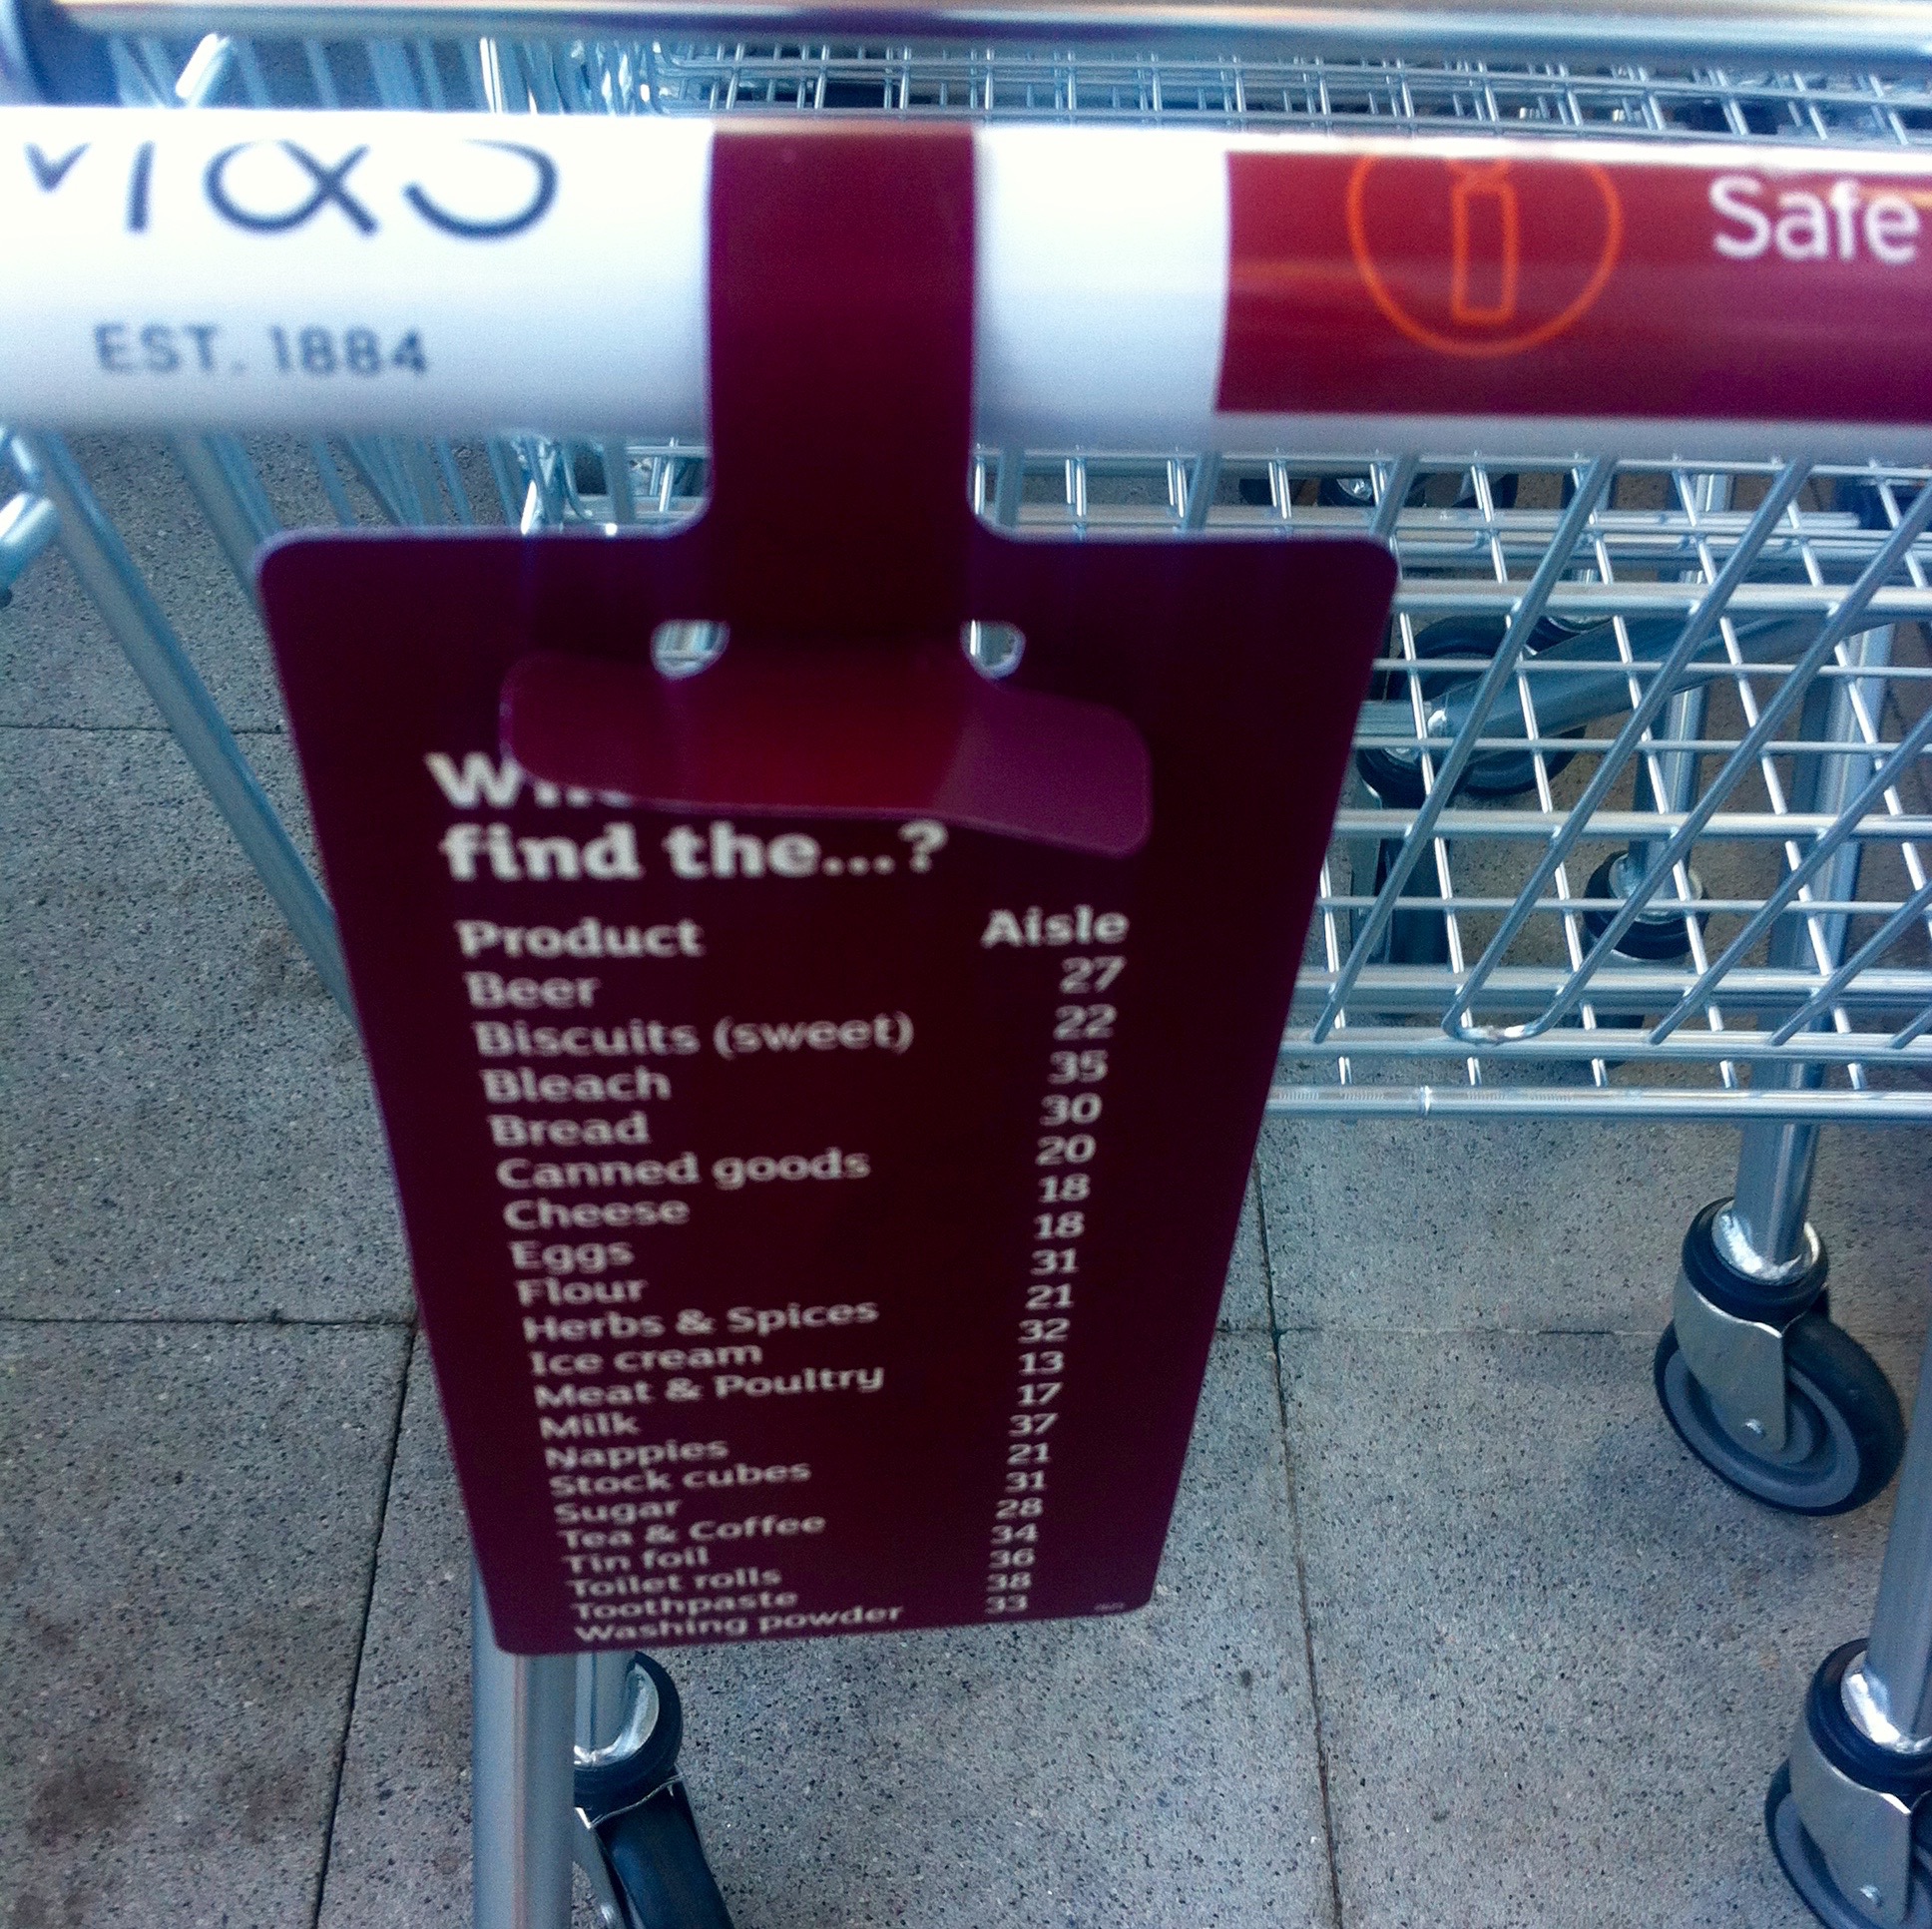 M&S
EST. 1884
Safe
find the...?
Product Aisle
Beer 27
Biscuits (sweet) 22
Bleach 35
Bread 30
Canned goods 20
Cheese 18
Eggs 18
Flour 31
Herbs & Spices 21
Ice cream 32
Meat & Poultry 13
Milk 17
Nappies 37
Stock cubes 21
Sugar 31
Tea & Coffee 28
Tin foil 34
Toilet rolls 36
Toothpaste 38
Washing powder 33